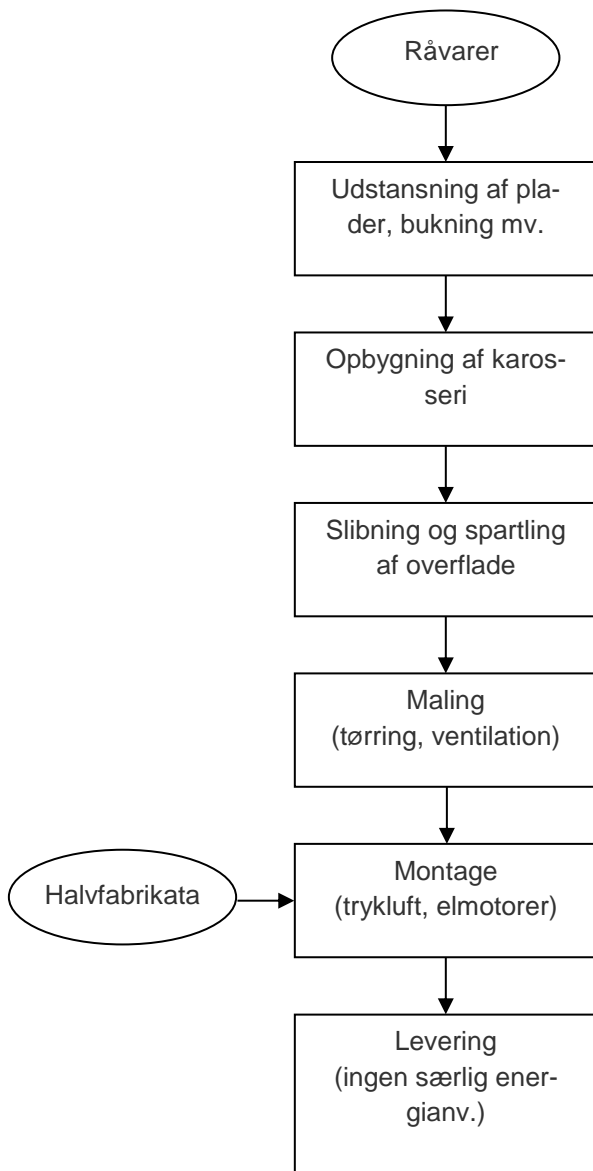 Råvarer
Udstansning af pla-
der, bukning mv.
Opbygning af karos-
seri
Slibning og spartling
af overflade
Maling
(tørring, ventilation)
Halvfabrikata
Montage
(trykluft, elmotorer)
Levering
(ingen særlig ener-
gianv.)